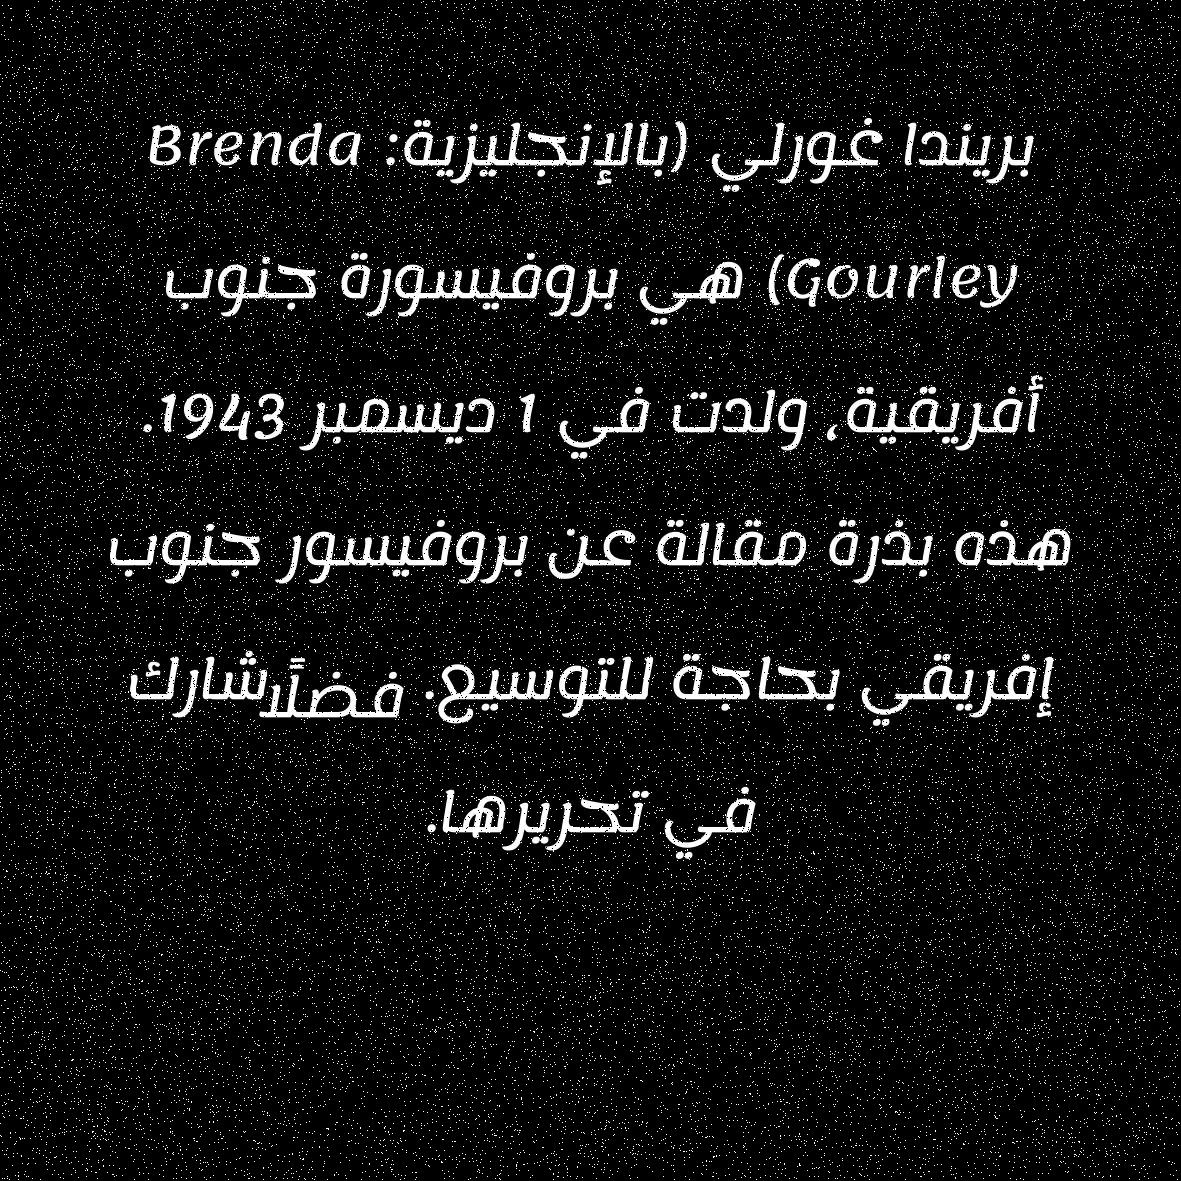 بريندا غورلي (بالإنجليزية: Brenda
Gourley) هي بروفيسورة جنوب
أفريقية، ولدت في 1 ديسمبر 1943.
هذه بذرة مقالة عن بروفيسور جنوب
إفريقي بحاجة للتوسيع. فضلًا شارك
في تحريرها.